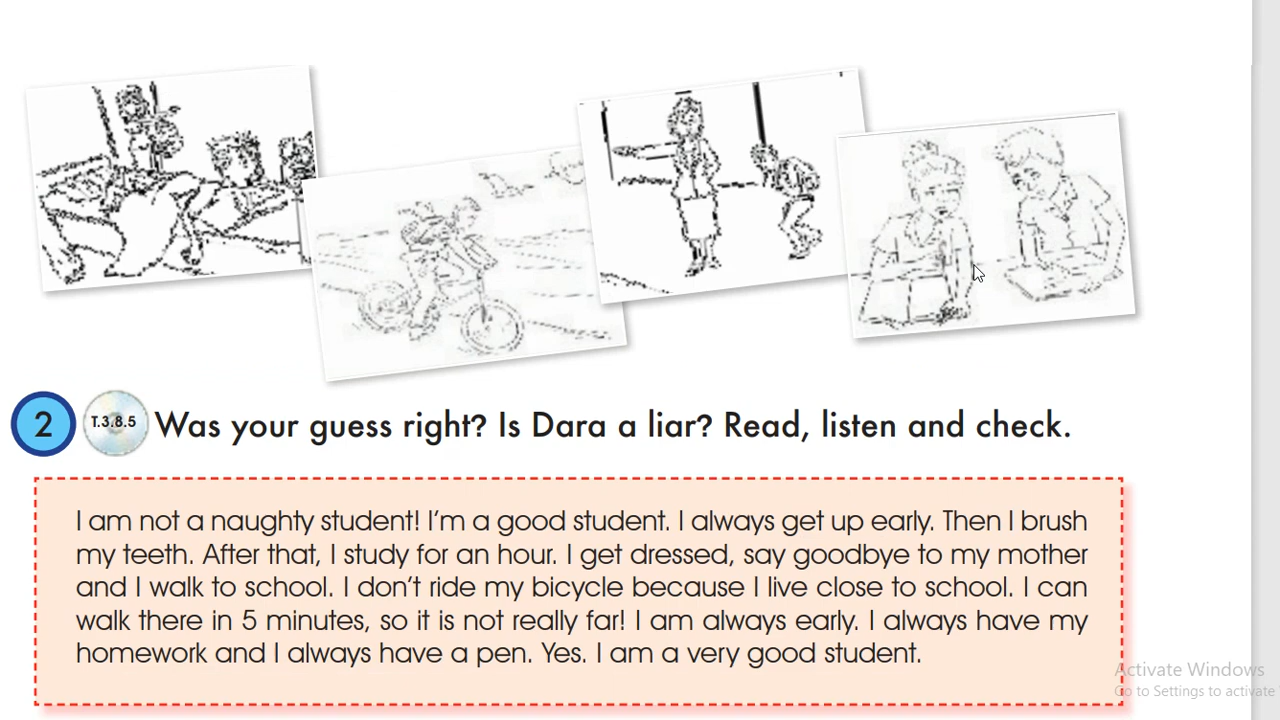 2 T.3.8.5 Was your guess right? Is Dara a liar? Read, listen and check.
I am not a naughty student! I'm a good student. I always get up early. Then I brush
my teeth. After that, I study for an hour. I get dressed, say goodbye to my mother
and I walk to school. I don't ride my bicycle because I live close to school. I can
walk there in 5 minutes, so it is not really far! I am always early. I always have my
homework and I always have a pen. Yes. I am a very good student.
Activate Windows
Go to Settings to activate